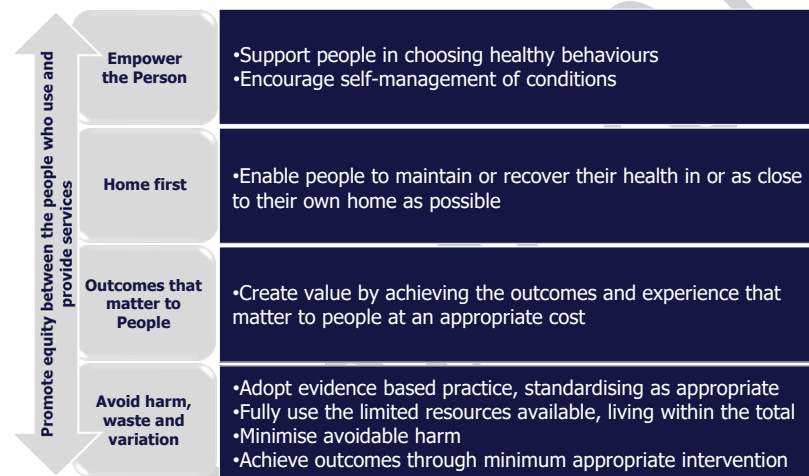 Promote equity between the people who use and
provide services
Empower
the Person
•Support people in choosing healthy behaviours
•Encourage self-management of conditions
Home first
•Enable people to maintain or recover their health in or as close
to their own home as possible
Outcomes that
matter to
People
•Create value by achieving the outcomes and experience that
matter to people at an appropriate cost
Avoid harm,
waste and
variation
•Adopt evidence based practice, standardising as appropriate
•Fully use the limited resources available, living within the total
•Minimise avoidable harm
•Achieve outcomes through minimum appropriate intervention